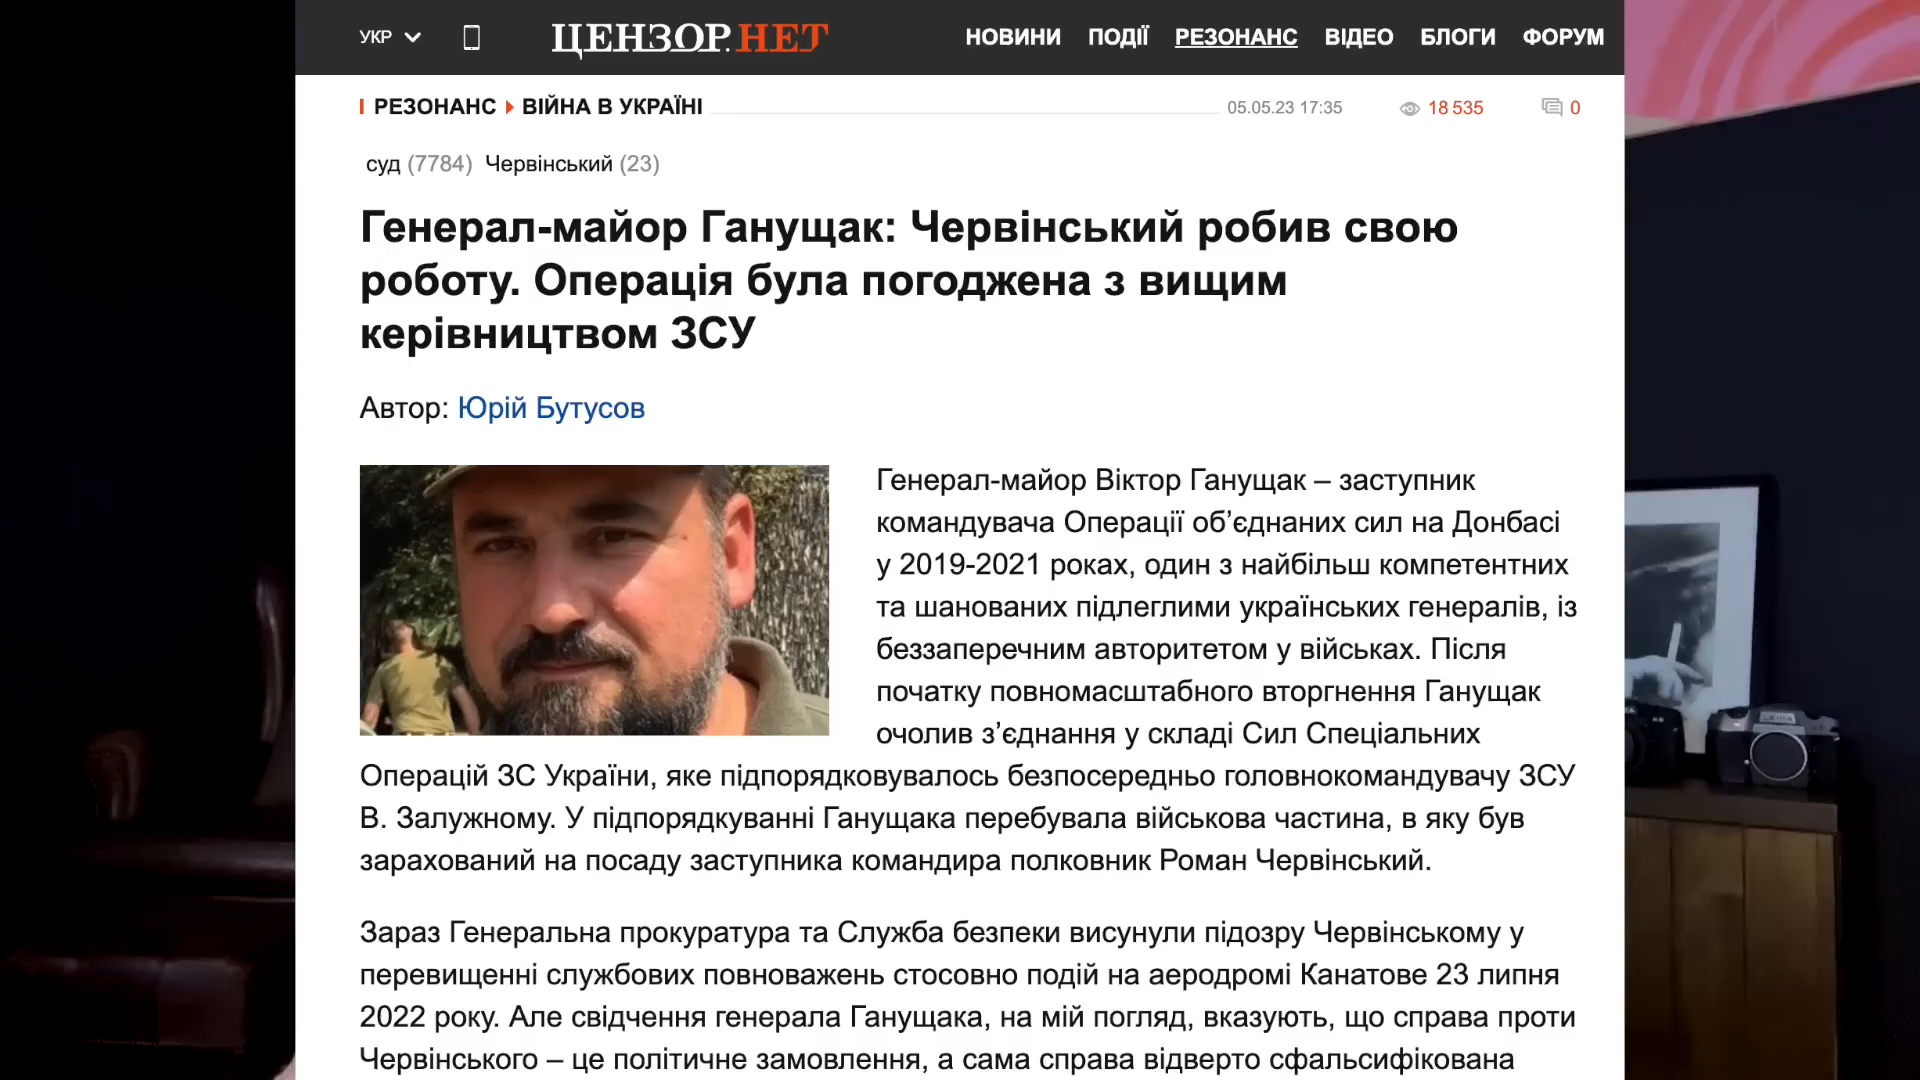 УКР
ЦЕНЗОР.НЕТ
НОВИНИ ПОДІЇ РЕЗОНАНС ВІДЕО БЛОГИ ФОРУМ
РЕЗОНАНС ВІЙНА В УКРАЇНІ 05.05.23 17:35 18 535 0
суд (7784) Червінський (23)
Генерал-майор Ганущак: Червінський робив свою
роботу. Операція була погоджена з вищим
керівництвом ЗСУ
Автор: Юрій Бутусов
Генерал-майор Віктор Ганущак – заступник
командувача Операції об’єднаних сил на Донбасі
у 2019-2021 роках, один з найбільш компетентних
та шанованих підлеглими українських генералів, із
беззаперечним авторитетом у військах. Після
початку повномасштабного вторгнення Ганущак
очолив з’єднання у складі Сил Спеціальних
Операцій ЗС України, яке підпорядковувалось безпосередньо головнокомандувачу ЗСУ
В. Залужному. У підпорядкуванні Ганущака перебувала військова частина, в яку був
зарахований на посаду заступника командира полковник Роман Червінський.
Зараз Генеральна прокуратура та Служба безпеки висунули підозру Червінському у
перевищенні службових повноважень стосовно подій на аеродромі Канатове 23 липня
2022 року. Але свідчення генерала Ганущака, на мій погляд, вказують, що справа проти
Червінського – це політичне замовлення, а сама справа відверто сфальсифікована
LEICA